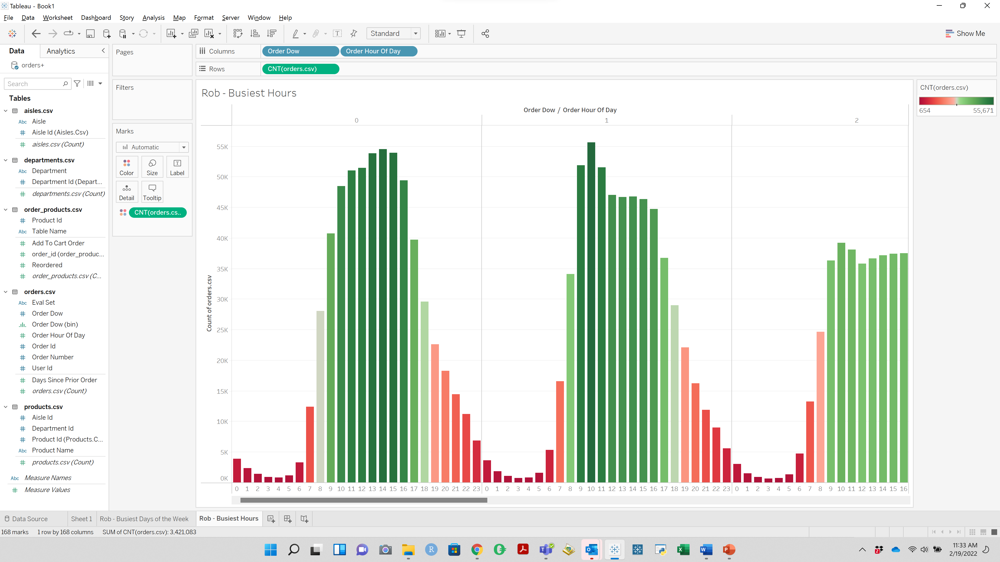 Tableau - Book1
File Data Worksheet Dashboard Story Analysis Map Format Server Window Help
Standard
Show Me
Data Analytics
orders+
Search
Tables
aisles.csv
Abc Aisle
Aisle Id (Aisles.Csv)
aisles.csv (Count)
departments.csv
Abc Department
Department Id (Depart...
departments.csv (Count)
order_products.csv
Product Id
Abc Table Name
Add To Cart Order
order_id (order_produc...
Reordered
order_products.csv (C...
orders.csv
Abc Eval Set
Order Dow
Order Dow (bin)
Order Hour Of Day
Order Id
Order Number
User Id
Days Since Prior Order
orders.csv (Count)
products.csv
Aisle Id
Department Id
Product Id (Products.C...
Abc Product Name
products.csv (Count)
Abc Measure Names
Measure Values
Pages
Filters
Marks
Automatic
Color Size Label
Detail Tooltip
CNT(orders.cs..
Columns Order Dow Order Hour Of Day
Rows CNT(orders.csv)
Rob - Busiest Hours
Order Dow / Order Hour Of Day
0 1 2
55K
50K
45K
40K
35K
30K
25K
20K
15K
10K
5K
0K
Count of orders.csv
0 1 2 3 4 5 6 7 8 9 10 11 12 13 14 15 16 17 18 19 20 21 22 23 0 1 2 3 4 5 6 7 8 9 10 11 12 13 14 15 16 17 18 19 20 21 22 23 0 1 2 3 4 5 6 7 8 9 10 11 12 13 14 15 16
CNT(orders.csv)
654 55,671
Data Source Sheet 1 Rob - Busiest Days of the Week Rob - Busiest Hours
168 marks 1 row by 168 columns SUM of CNT(orders.csv): 3,421,083
11:33 AM
2/19/2022